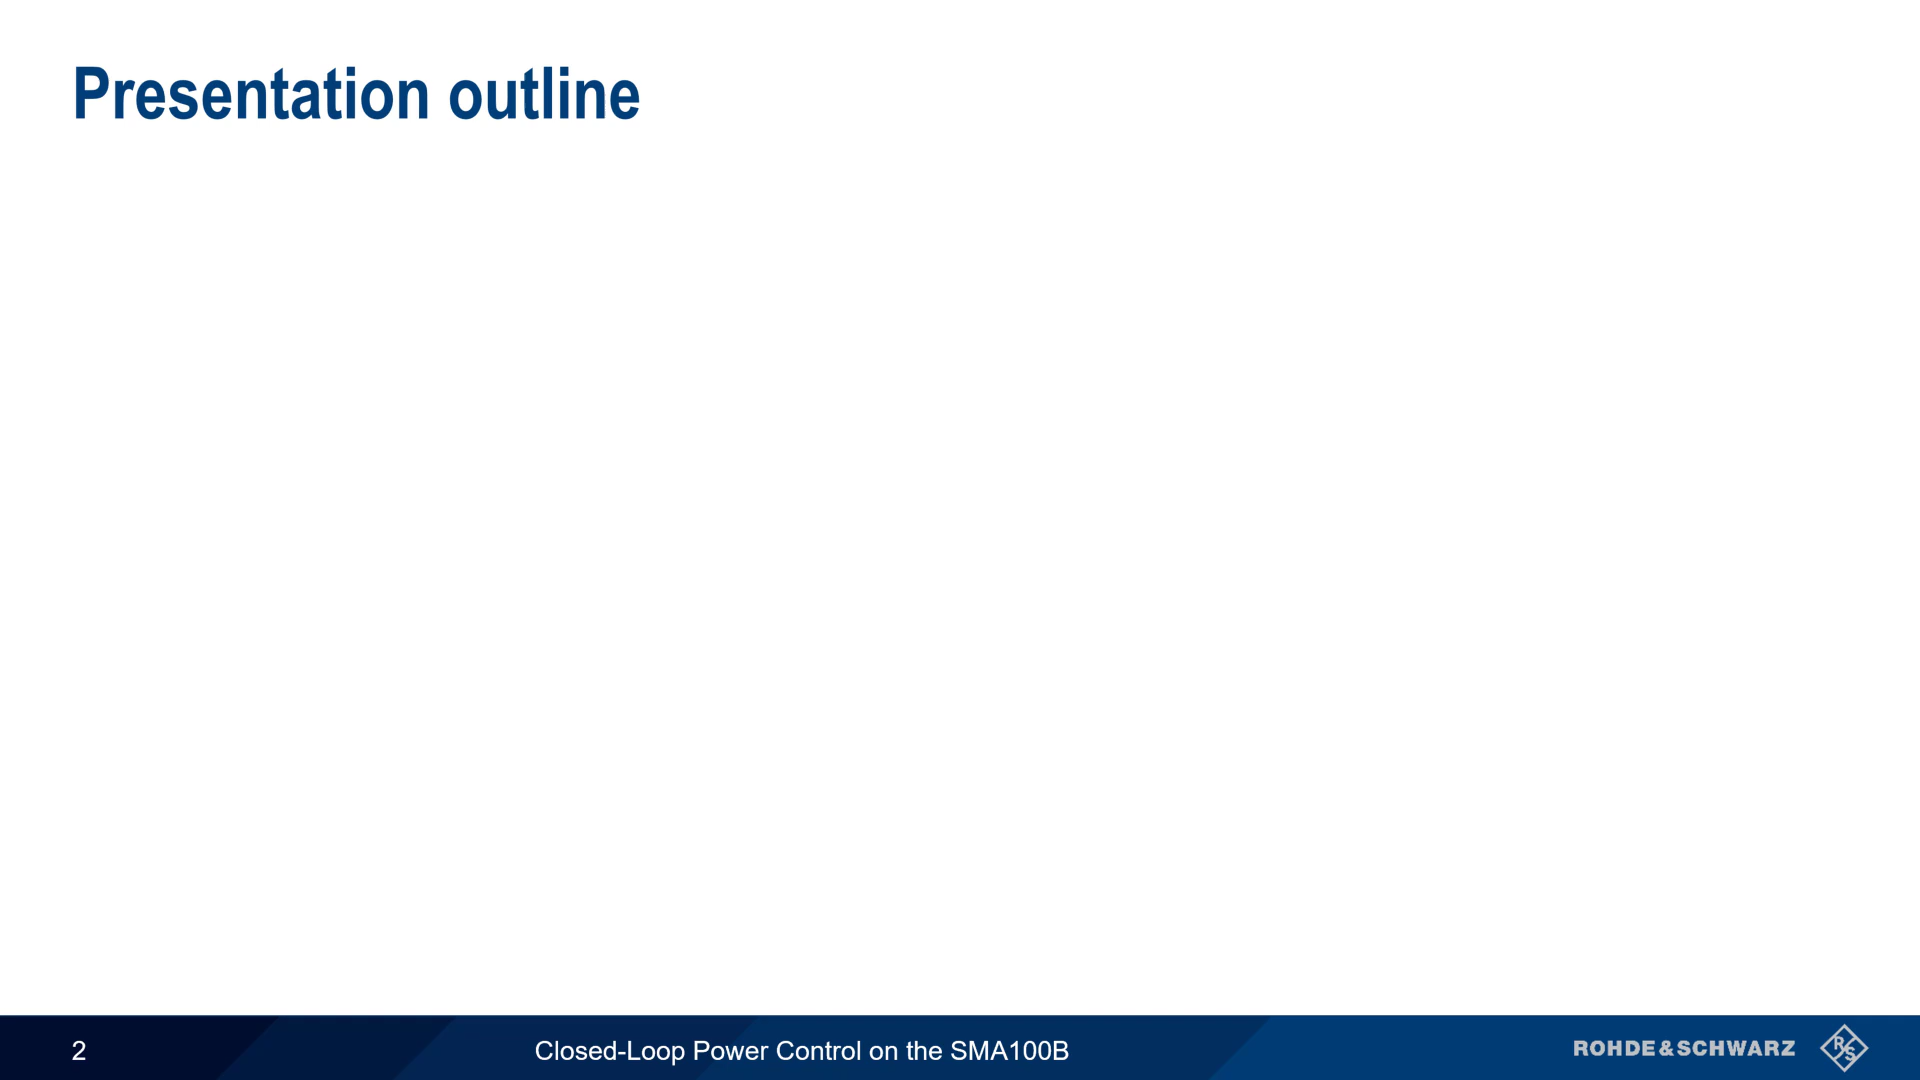 Presentation outline
2
Closed-Loop Power Control on the SMA100B
ROHDE&SCHWARZ
R
S